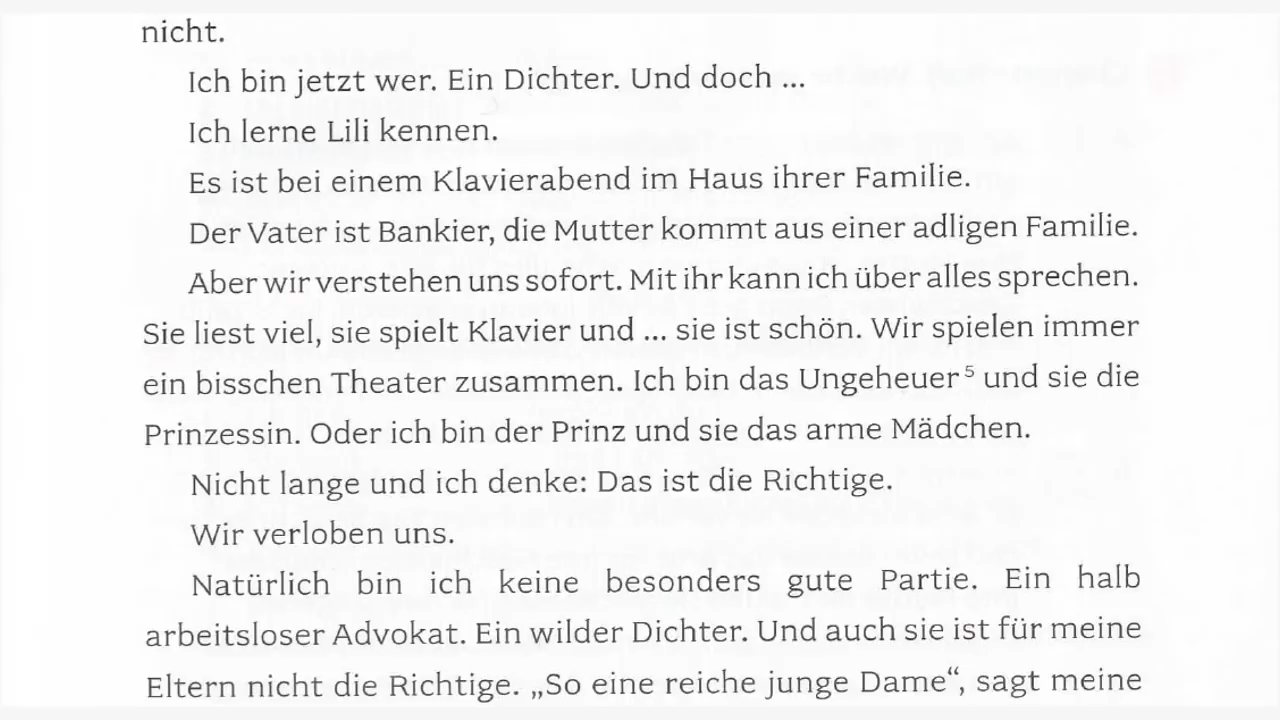 nicht.
Ich bin jetzt wer. Ein Dichter. Und doch ...
Ich lerne Lili kennen.
Es ist bei einem Klavierabend im Haus ihrer Familie.
Der Vater ist Bankier, die Mutter kommt aus einer adligen Familie.
Aber wir verstehen uns sofort. Mit ihr kann ich über alles sprechen.
Sie liest viel, sie spielt Klavier und ... sie ist schön. Wir spielen immer
ein bisschen Theater zusammen. Ich bin das Ungeheuer⁵ und sie die
Prinzessin. Oder ich bin der Prinz und sie das arme Mädchen.
Nicht lange und ich denke: Das ist die Richtige.
Wir verloben uns.
Natürlich bin ich keine besonders gute Partie. Ein halb
arbeitsloser Advokat. Ein wilder Dichter. Und auch sie ist für meine
Eltern nicht die Richtige. „So eine reiche junge Dame“, sagt meine